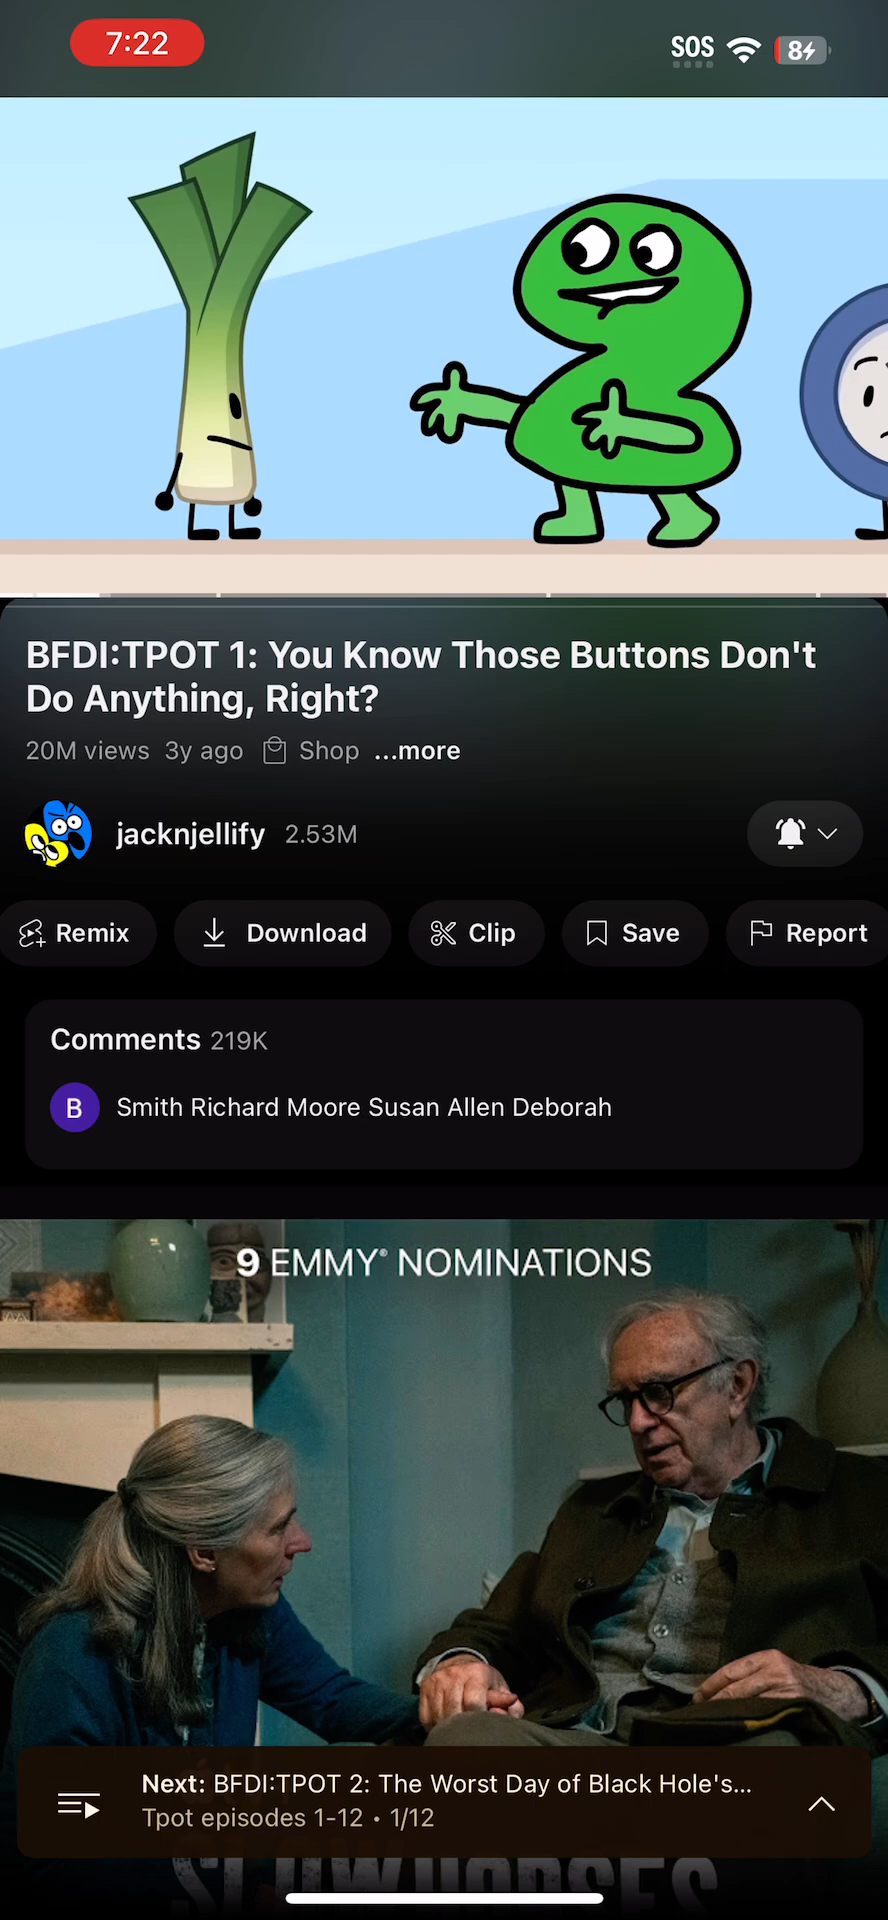 7:22
SOS
8
BFDI:TPOT 1: You Know Those Buttons Don't
Do Anything, Right?
20M views 3y ago Shop ...more
jacknjellify 2.53M
Remix Download Clip Save Report
Comments 219K
B Smith Richard Moore Susan Allen Deborah
9 EMMY® NOMINATIONS
Next: BFDI:TPOT 2: The Worst Day of Black Hole's...
Tpot episodes 1-12 • 1/12